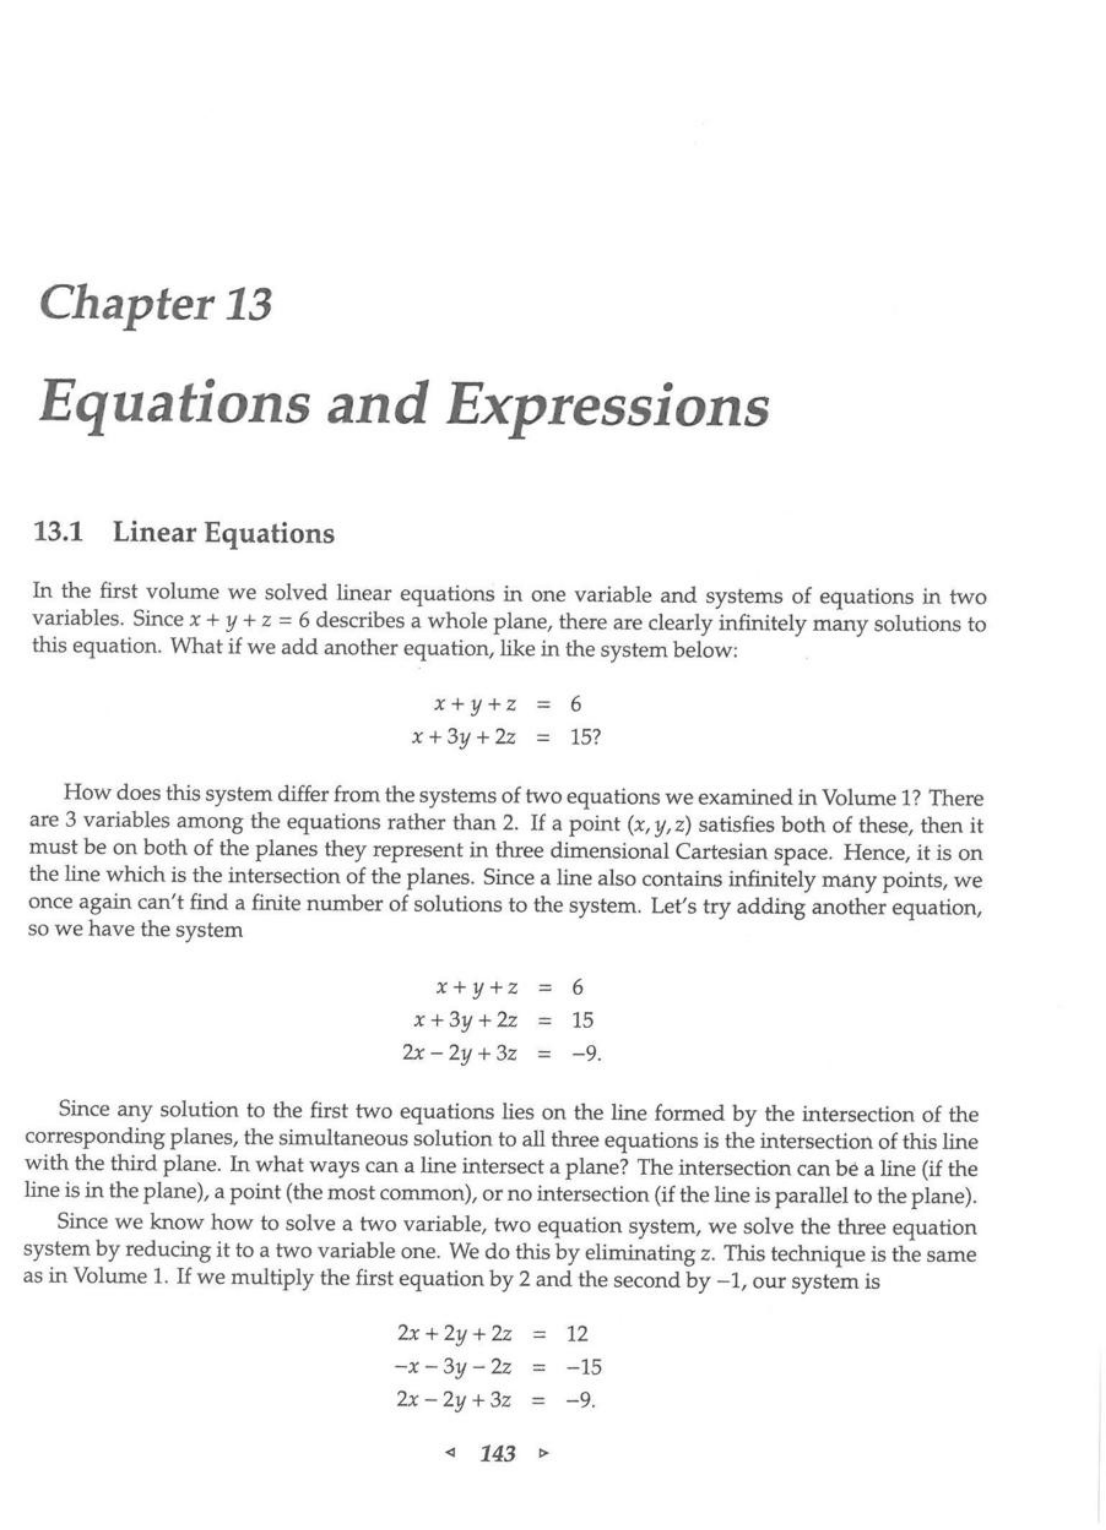 Chapter 13
Equations and Expressions
13.1 Linear Equations
In the first volume we solved linear equations in one variable and systems of equations in two
variables. Since x + y + z = 6 describes a whole plane, there are clearly infinitely many solutions to
this equation. What if we add another equation, like in the system below:
x + y + z = 6
x + 3y + 2z = 15?
How does this system differ from the systems of two equations we examined in Volume 1? There
are 3 variables among the equations rather than 2. If a point (x, y, z) satisfies both of these, then it
must be on both of the planes they represent in three dimensional Cartesian space. Hence, it is on
the line which is the intersection of the planes. Since a line also contains infinitely many points, we
once again can't find a finite number of solutions to the system. Let's try adding another equation,
so we have the system
x + y + z = 6
x + 3y + 2z = 15
2x – 2y + 3z = –9.
Since any solution to the first two equations lies on the line formed by the intersection of the
corresponding planes, the simultaneous solution to all three equations is the intersection of this line
with the third plane. In what ways can a line intersect a plane? The intersection can be a line (if the
line is in the plane), a point (the most common), or no intersection (if the line is parallel to the plane).
Since we know how to solve a two variable, two equation system, we solve the three equation
system by reducing it to a two variable one. We do this by eliminating z. This technique is the same
as in Volume 1. If we multiply the first equation by 2 and the second by –1, our system is
2x + 2y + 2z = 12
–x – 3y – 2z = –15
2x – 2y + 3z = –9.
◃ 143 ▹